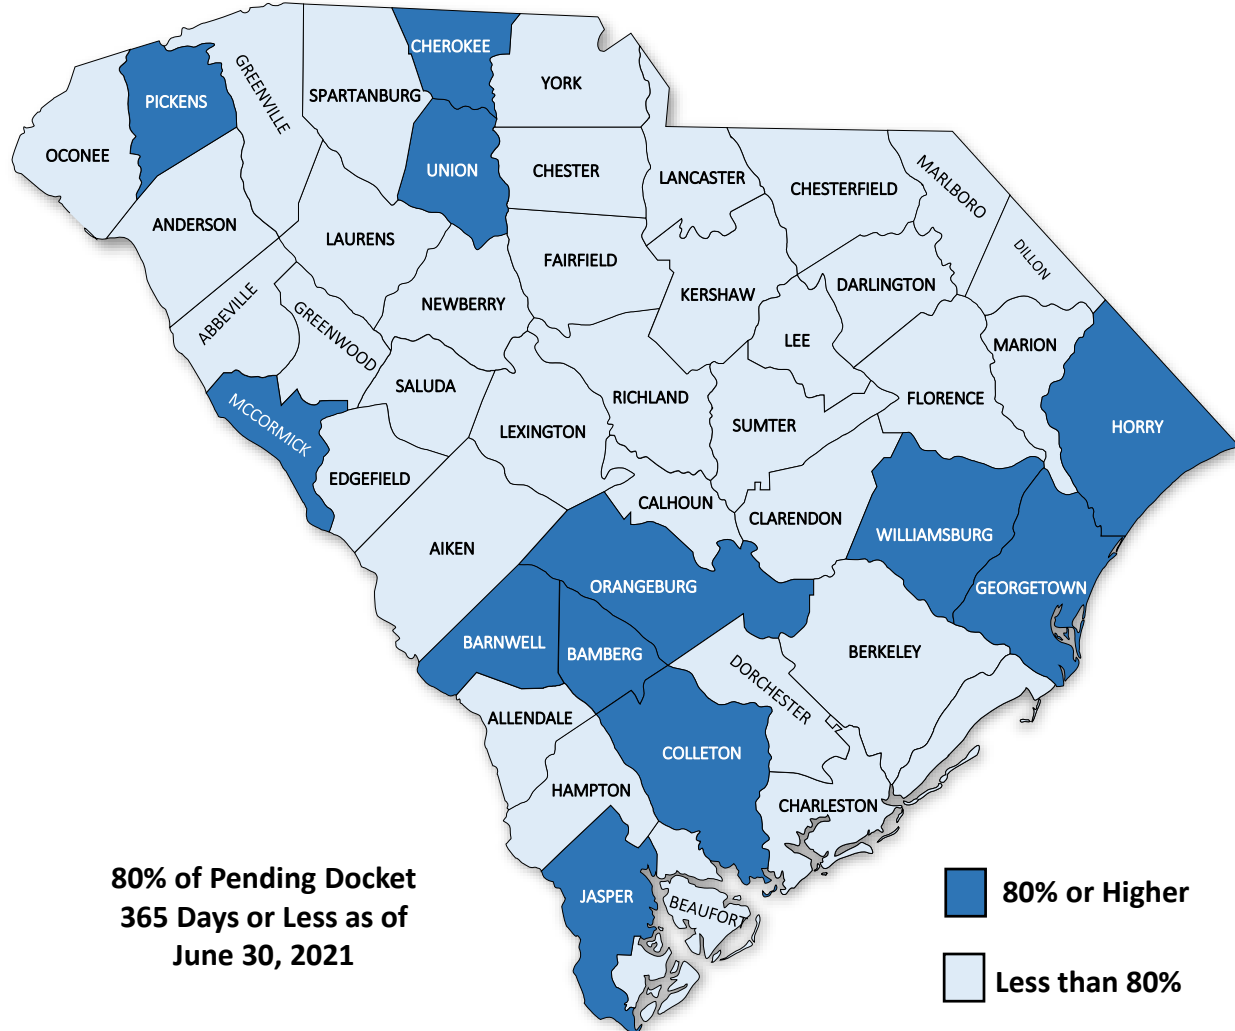 CHEROKEE
YORK
GREENVILLE
SPARTANBURG
PICKENS
OCONEE
UNION
CHESTER
LANCASTER
CHESTERFIELD
MARLBORO
ANDERSON
LAURENS
FAIRFIELD
DILLON
KERSHAW
DARLINGTON
NEWBERRY
ABBEVILLE
GREENWOOD
LEE
MARION
SALUDA
RICHLAND
FLORENCE
MCCORMICK
LEXINGTON
SUMTER
HORRY
EDGEFIELD
CALHOUN
CLARENDON
WILLIAMSBURG
AIKEN
ORANGEBURG
GEORGETOWN
BARNWELL
BAMBERG
BERKELEY
DORCHESTER
ALLENDALE
COLLETON
HAMPTON
CHARLESTON
JASPER
BEAUFORT
80% of Pending Docket
365 Days or Less as of
June 30, 2021
80% or Higher
Less than 80%